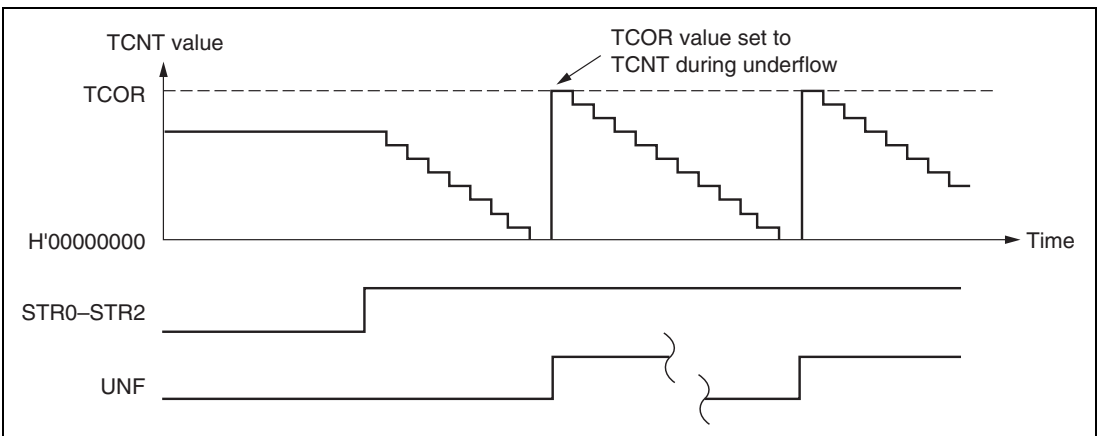 TCNT value
TCOR value set to
TCNT during underflow
TCOR
H'00000000
Time
STR0–STR2
UNF